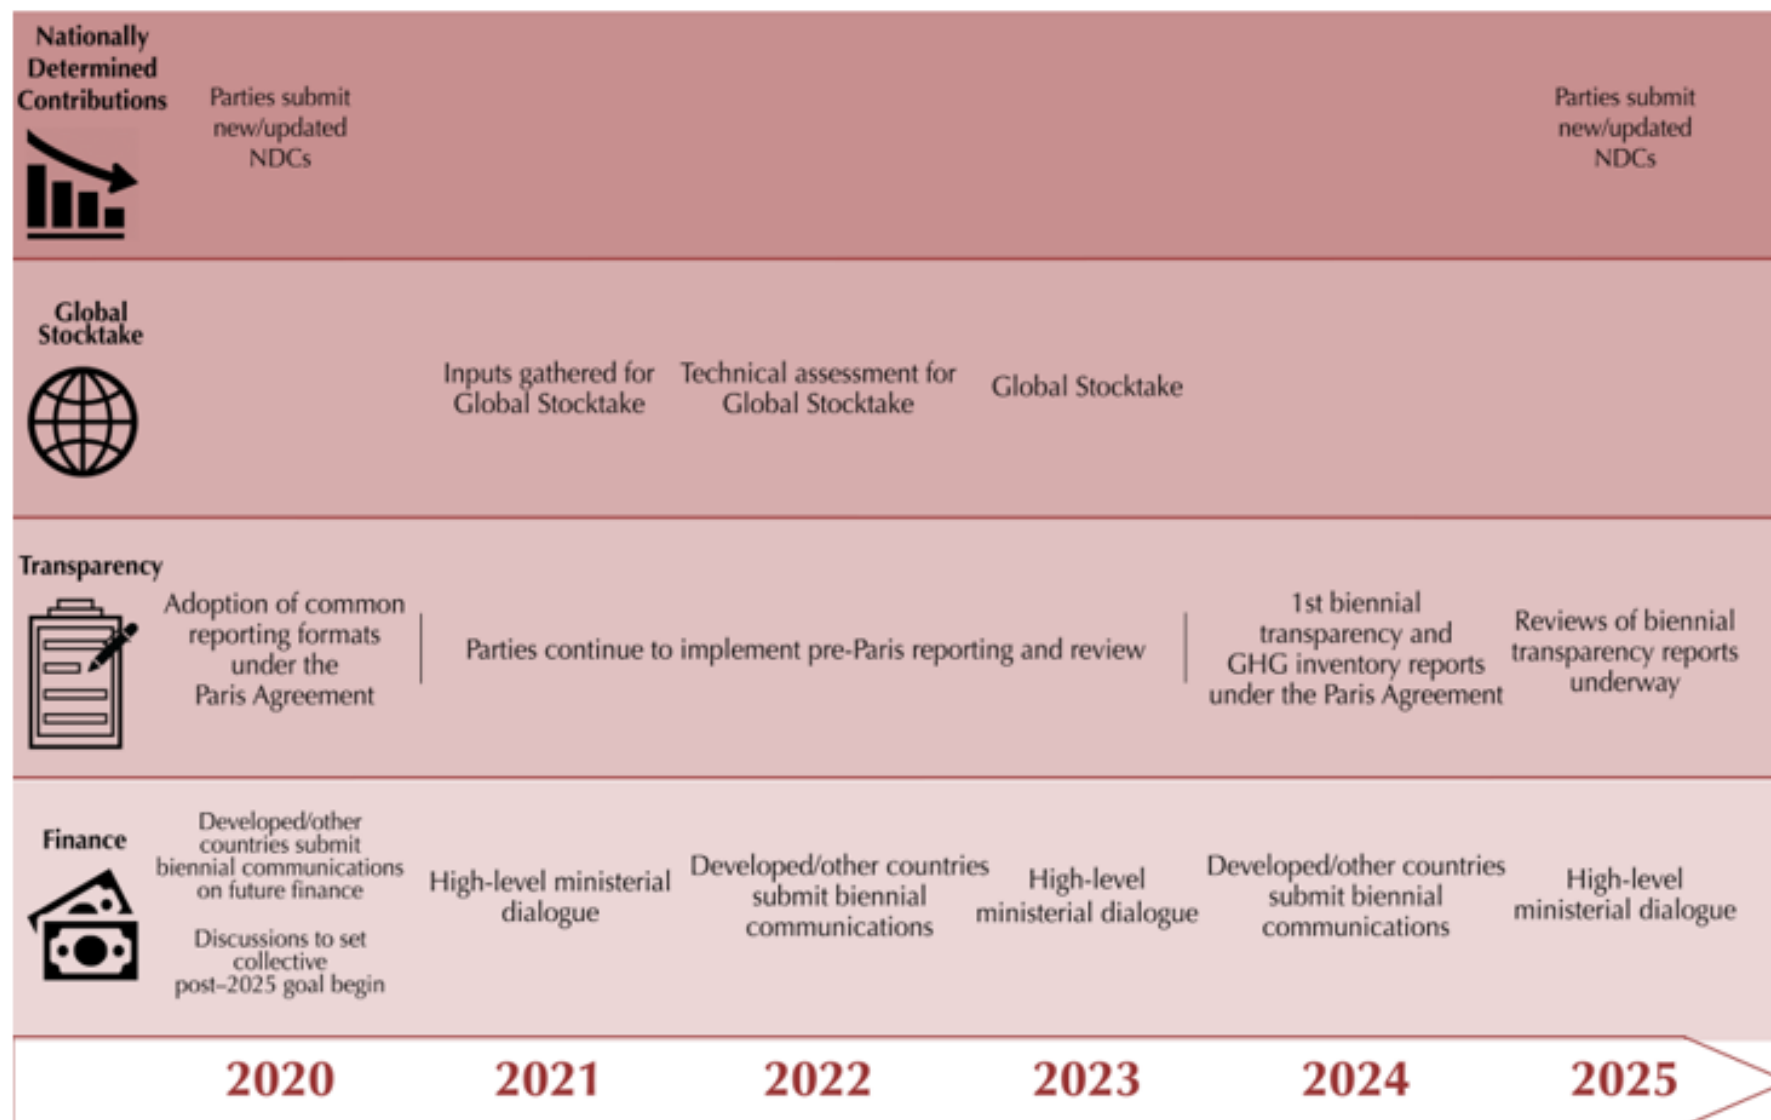 Nationally
Determined
Contributions
Parties submit
new/updated
NDCs
Parties submit
new/updated
NDCs
Global
Stocktake
Inputs gathered for
Global Stocktake
Technical assessment for
Global Stocktake
Global Stocktake
Transparency
Adoption of common
reporting formats
under the
Paris Agreement
Parties continue to implement pre-Paris reporting and review
1st biennial
transparency and
GHG inventory reports
under the Paris Agreement
Reviews of biennial
transparency reports
underway
Finance
Developed/other
countries submit
biennial communications
on future finance
Discussions to set
collective
post–2025 goal begin
High-level ministerial
dialogue
Developed/other countries
submit biennial
communications
High-level
ministerial dialogue
Developed/other countries
submit biennial
communications
High-level
ministerial dialogue
2020 2021 2022 2023 2024 2025